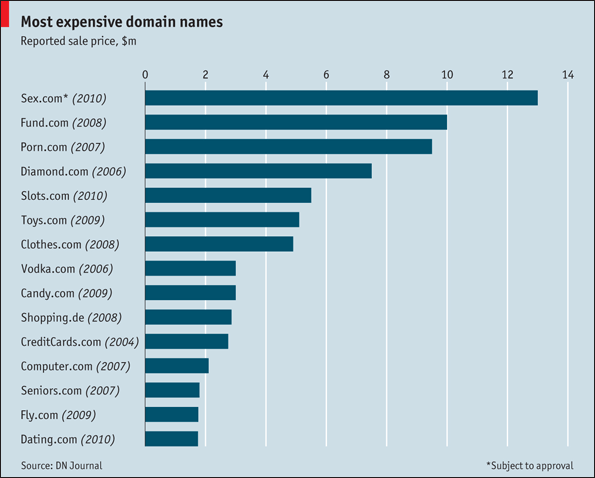 Most expensive domain names
Reported sale price, $m
0 2 4 6 8 10 12 14
Sex.com* (2010)
Fund.com (2008)
Porn.com (2007)
Diamond.com (2006)
Slots.com (2010)
Toys.com (2009)
Clothes.com (2008)
Vodka.com (2006)
Candy.com (2009)
Shopping.de (2008)
CreditCards.com (2004)
Computer.com (2007)
Seniors.com (2007)
Fly.com (2009)
Dating.com (2010)
Source: DN Journal *Subject to approval